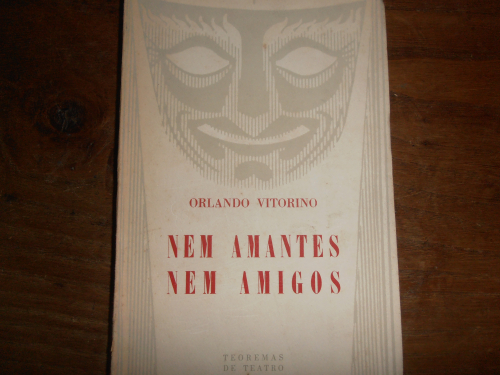 ORLANDO VITORINO
NEM AMANTES
NEM AMIGOS
TEOREMAS
DE TEATRO